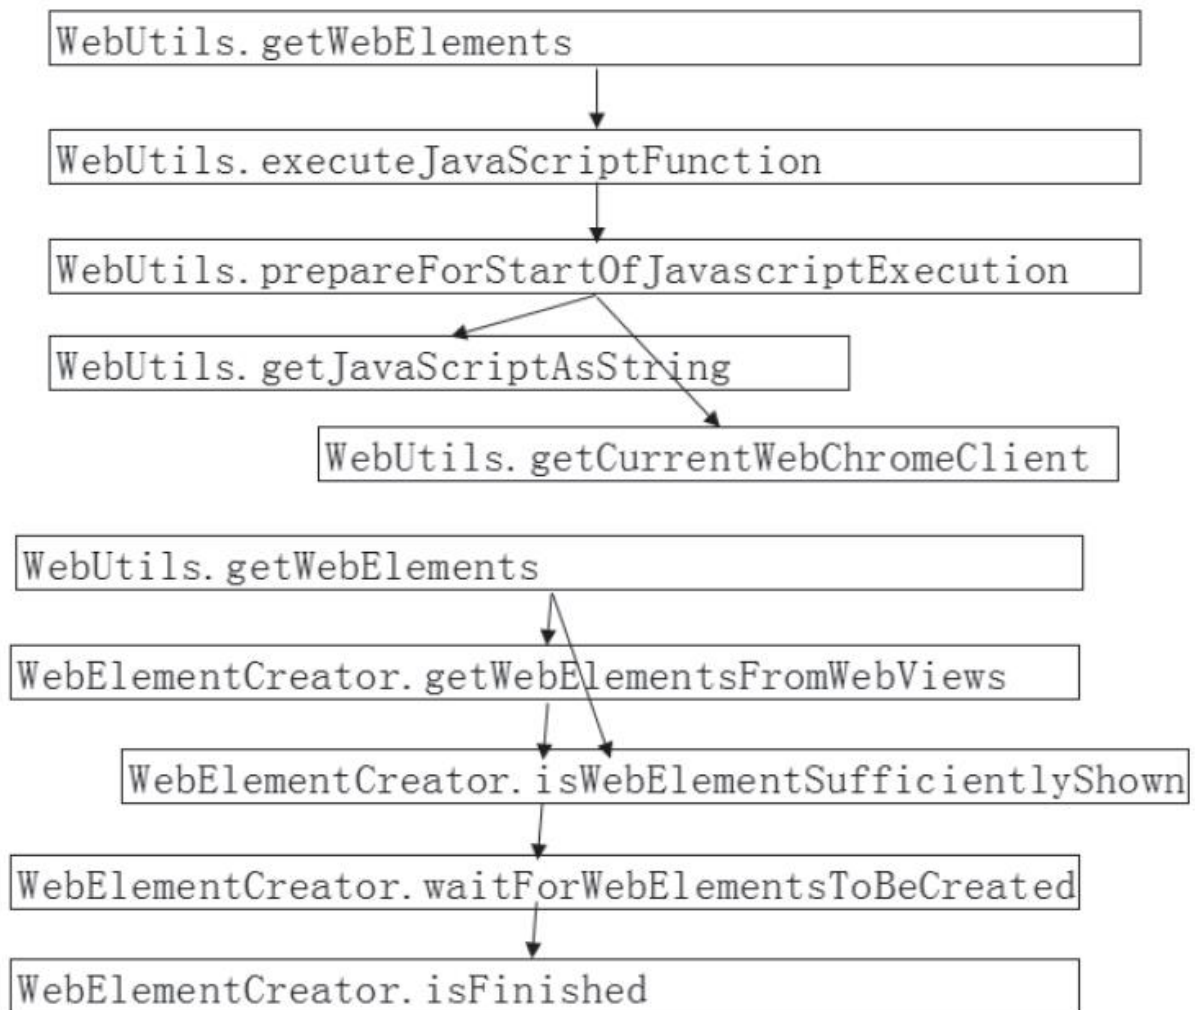 WebUtils.getWebElements
WebUtils.executeJavaScriptFunction
WebUtils.prepareForStartOfJavascriptExecution
WebUtils.getJavaScriptAsString
WebUtils.getCurrentWebChromeClient
WebUtils.getWebElements
WebElementCreator.getWebElementsFromWebViews
WebElementCreator.isWebElementSufficientlyShown
WebElementCreator.waitForWebElementsToBeCreated
WebElementCreator.isFinished